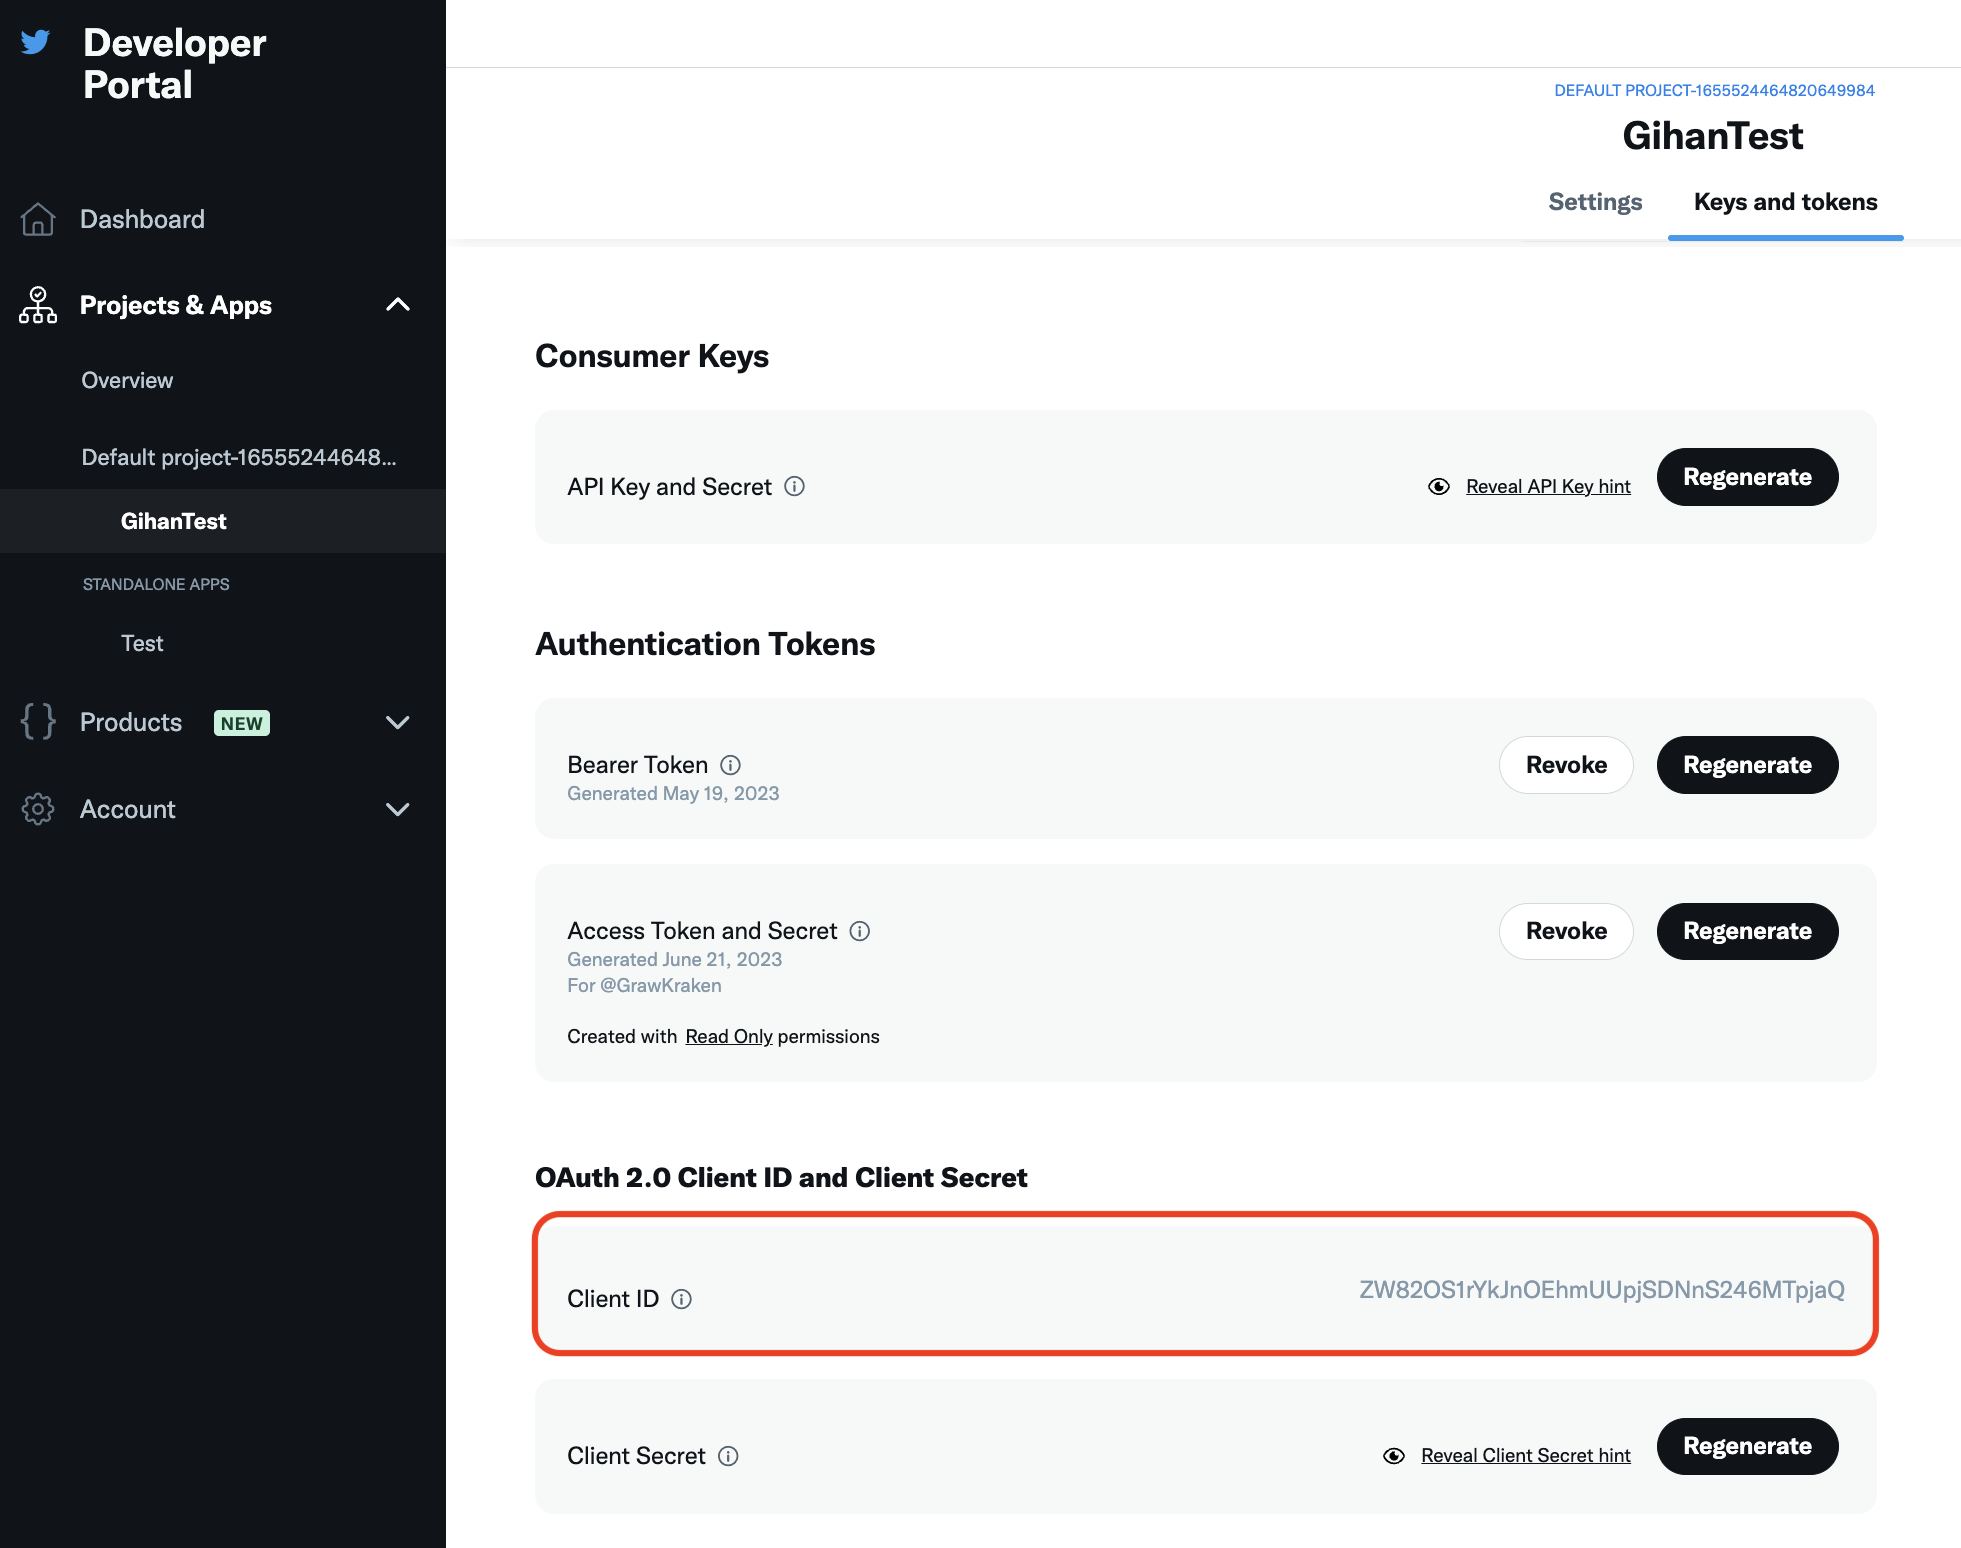 Developer
Portal
Dashboard
Projects & Apps
Overview
Default project-16555244648...
GihanTest
STANDALONE APPS
Test
Products NEW
Account
DEFAULT PROJECT-1655524464820649984
GihanTest
Settings Keys and tokens
Consumer Keys
API Key and Secret Reveal API Key hint Regenerate
Authentication Tokens
Bearer Token Revoke Regenerate
Generated May 19, 2023
Access Token and Secret Revoke Regenerate
Generated June 21, 2023
For @GrawKraken
Created with Read Only permissions
OAuth 2.0 Client ID and Client Secret
Client ID ZW82OS1rYkJnOEhmUUpjSDNnS246MTpjaQ
Client Secret Reveal Client Secret hint Regenerate